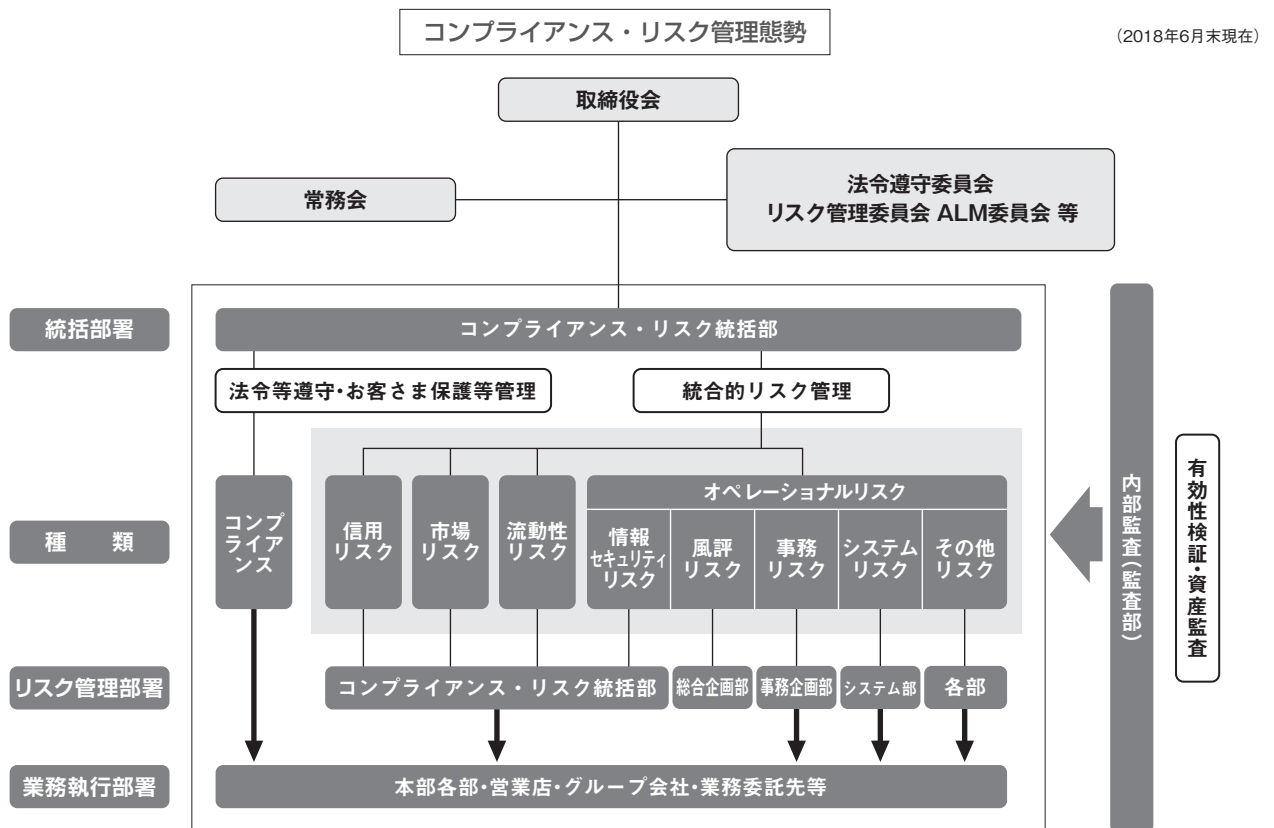 コンプライアンス・リスク管理態勢
(2018年6月末現在)
取締役会
常務会
法令遵守委員会
リスク管理委員会 ALM委員会 等
統括部署
コンプライアンス・リスク統括部
法令等遵守・お客さま保護等管理
統合的リスク管理
種　類
コンプ
ライア
ンス
信用
リスク
市場
リスク
流動性
リスク
オペレーショナルリスク
情報
セキュリティ
リスク
風評
リスク
事務
リスク
システム
リスク
その他
リスク
リスク管理部署
コンプライアンス・リスク統括部
総合企画部
事務企画部
システム部
各部
業務執行部署
本部各部・営業店・グループ会社・業務委託先等
内部監査(監査部)
有効性検証・資産監査